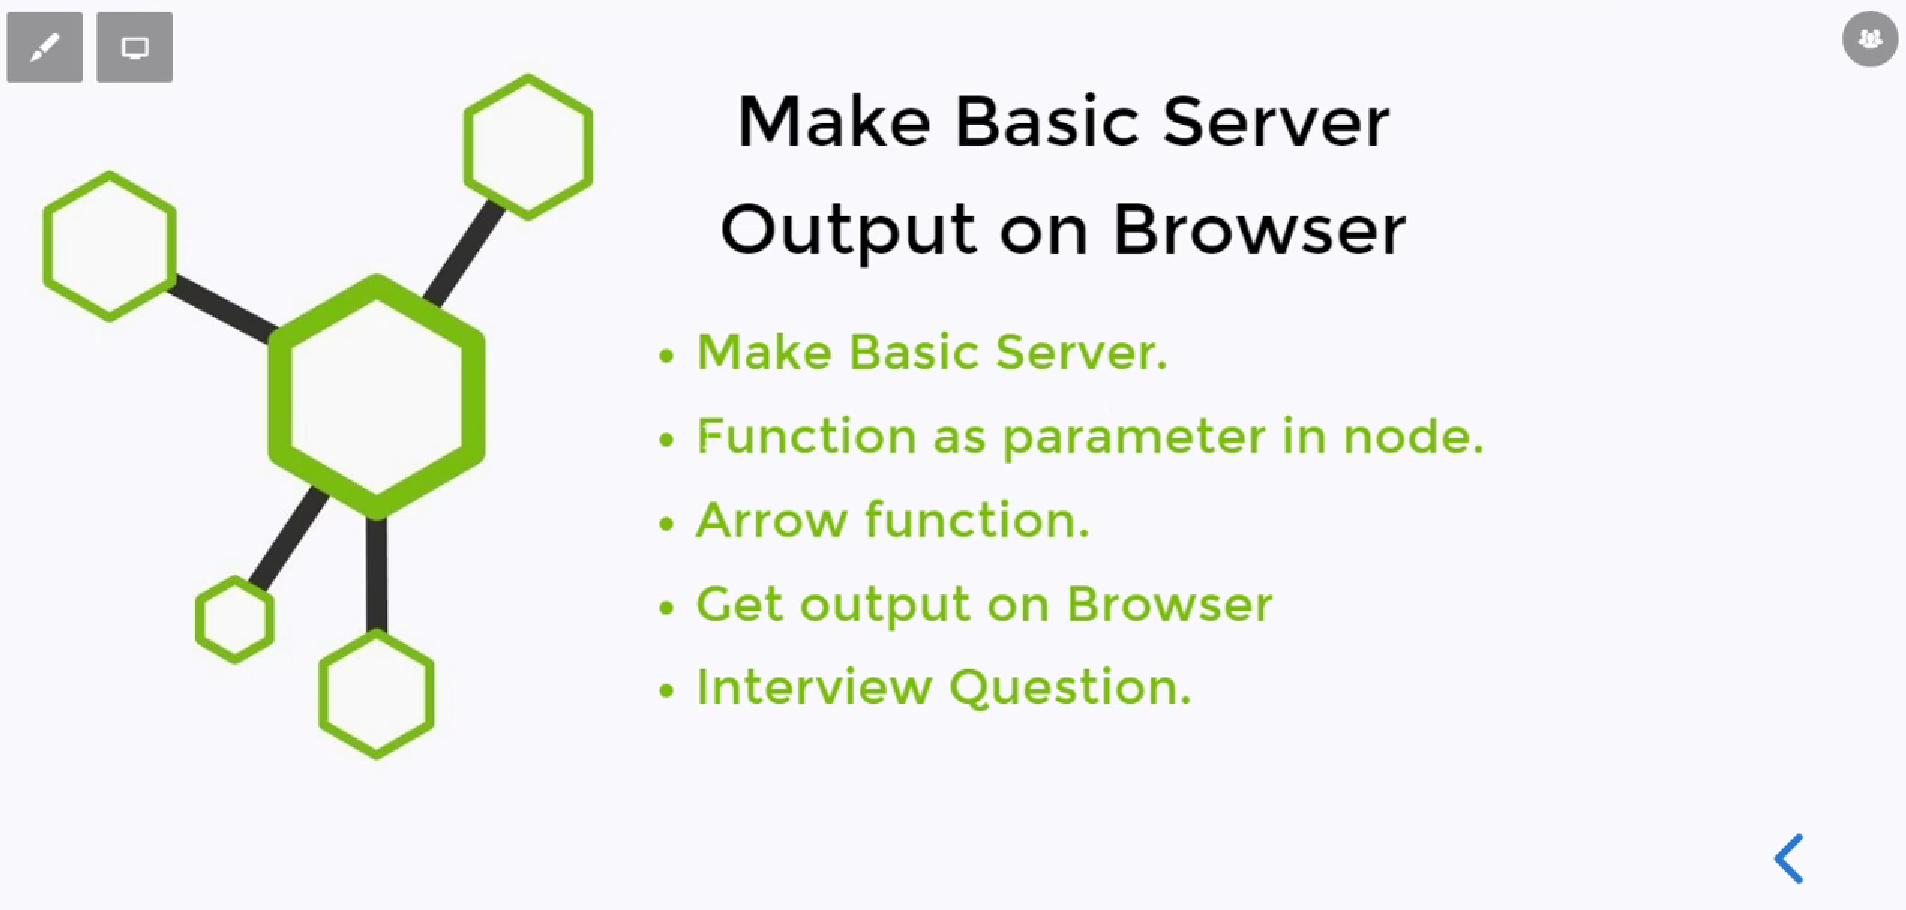 Make Basic Server
Output on Browser
• Make Basic Server.
• Function as parameter in node.
• Arrow function.
• Get output on Browser
• Interview Question.